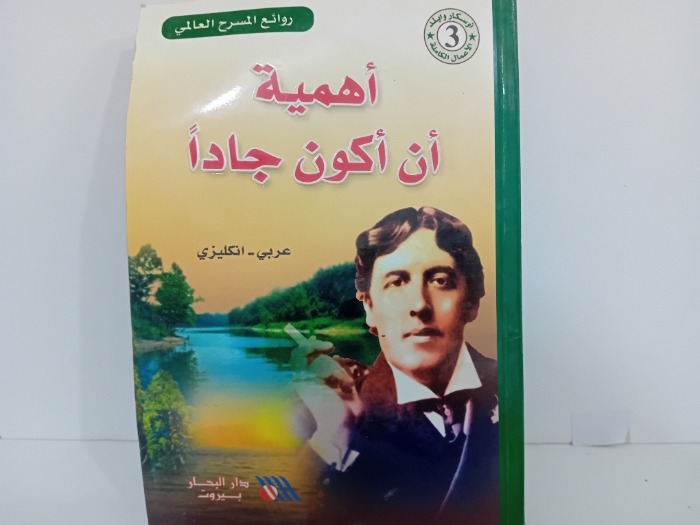 روائع المسرح العالمي
أوسكار وايلد
3
الأعمال الكاملة
أهمية
أن أكون جاداً
عربي - انكليزي
دار البحار
بيروت